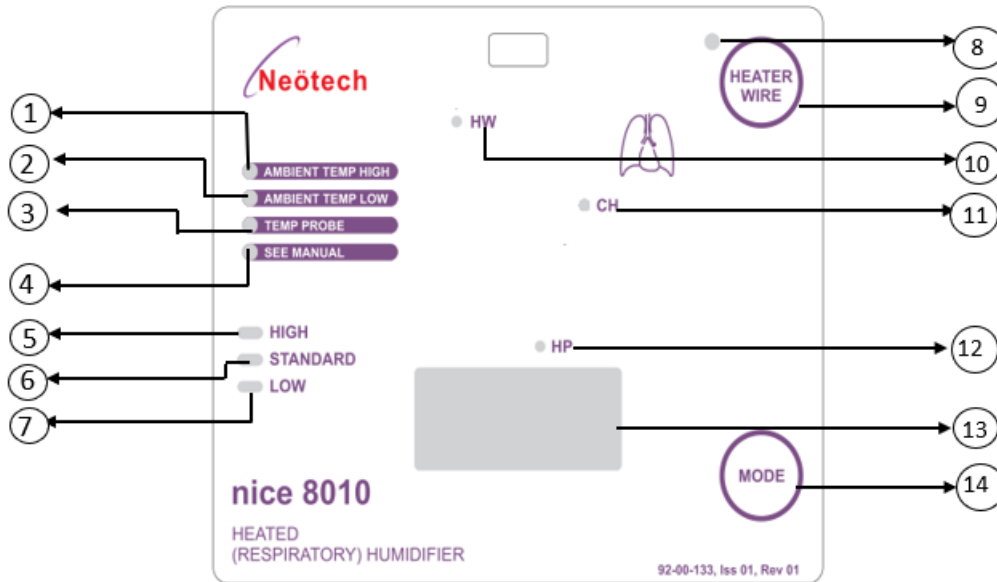 Neötech
HEATER
WIRE
8
9
1
HW
10
2
AMBIENT TEMP HIGH
AMBIENT TEMP LOW
3
TEMP PROBE
CH
11
SEE MANUAL
4
5
HIGH
HP
12
6
STANDARD
7
LOW
13
MODE
14
nice 8010
HEATED
(RESPIRATORY) HUMIDIFIER
92-00-133, Iss 01, Rev 01